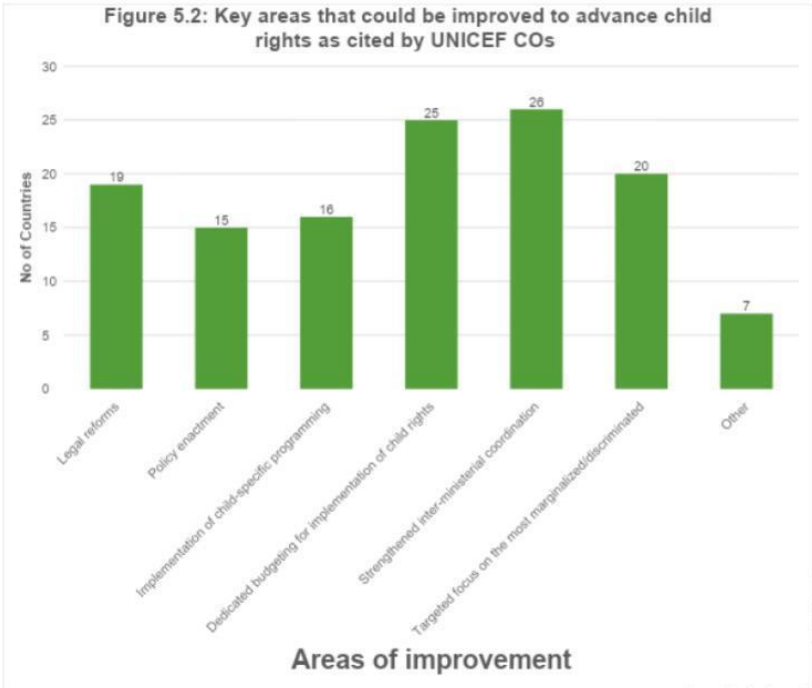 Figure 5.2: Key areas that could be improved to advance child
rights as cited by UNICEF COs
30
25
20
15
10
5
0
No of Countries
19
15
16
25
26
20
7
Legal reforms
Policy enactment
Implementation of child-specific programming
Dedicated budgeting for implementation of child rights
Strengthened inter-ministerial coordination
Targeted focus on the most marginalized/discriminated
Other
Areas of improvement